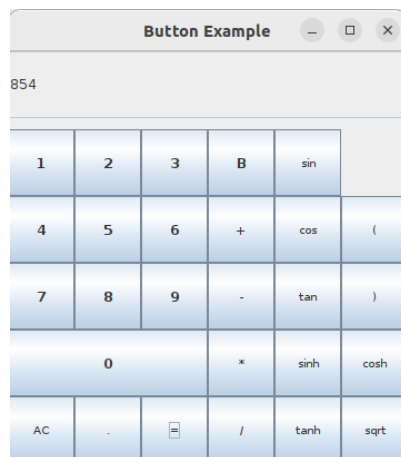 Button Example
854
1 2 3 B sin
4 5 6 + cos (
7 8 9 - tan )
0 * sinh cosh
AC . = / tanh sqrt